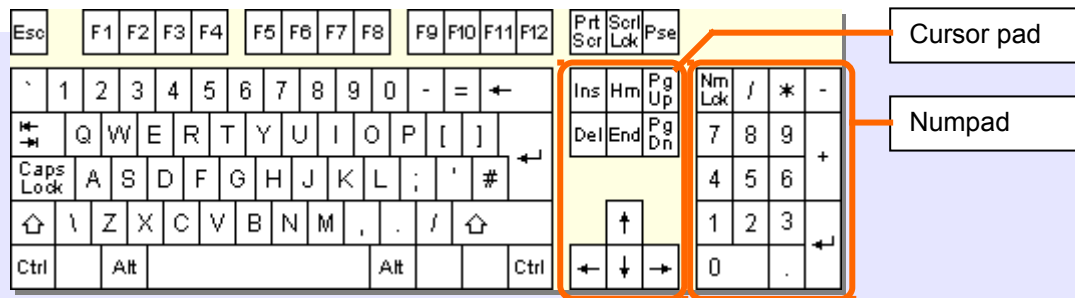 Esc F1 F2 F3 F4 F5 F6 F7 F8 F9 F10 F11 F12 Prt Scr Scrl Lck Pse
Cursor pad
` 1 2 3 4 5 6 7 8 9 0 - = ← Ins Hm Pg Up Nm Lck / * -
Q W E R T Y U I O P [ ] Del End Pg Dn 7 8 9 +
Numpad
Caps Lock A S D F G H J K L ; ' # ↵ 4 5 6
⇧ \ Z X C V B N M , . / ⇧ ↑ 1 2 3 ↵
Ctrl Alt Alt Ctrl ← ↓ → 0 .